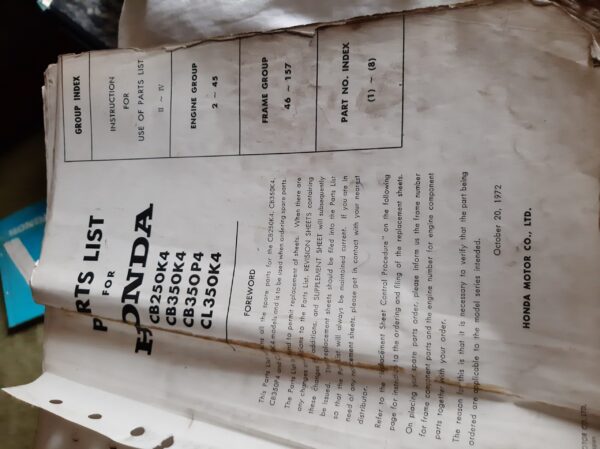 PARTS LIST
FOR
HONDA
CB250K4
CB350K4
CB350P4
CL350K4
GROUP INDEX
INSTRUCTION
FOR
USE OF PARTS LIST
II ~ IV
ENGINE GROUP
2 ~ 45
FRAME GROUP
46 ~ 157
PART NO. INDEX
(1) ~ (8)
FOREWORD
This Parts List all the spare parts for the CB250K4, CB350K4,
CB350P4 and models and is to be used when ordering spare parts.
The Parts List is to permit replacement of sheets. When there are
any changes or additions to the Parts List, REVISION SHEETS containing
these changes or additions, and SUPPLEMENT SHEET will subsequently
be issued. replacement sheets should be filed into the Parts List
so that the Parts List will always be maintained current. If you are in
need of any replacement sheets, please get in contact with your nearest
distributor.
Refer to the "Replacement Sheet Control Procedure" on the following
page for instructions to the ordering and filing of the replacement sheets.
On placing your spare parts order, please inform us the frame number
for frame component parts and the engine number for engine component
parts together with your order.
The reason for this is that it is necessary to verify that the part being
ordered are applicable to the model series intended.
October 20, 1972
HONDA MOTOR CO., LTD.
HONDA
MOTOR CO. LTD.